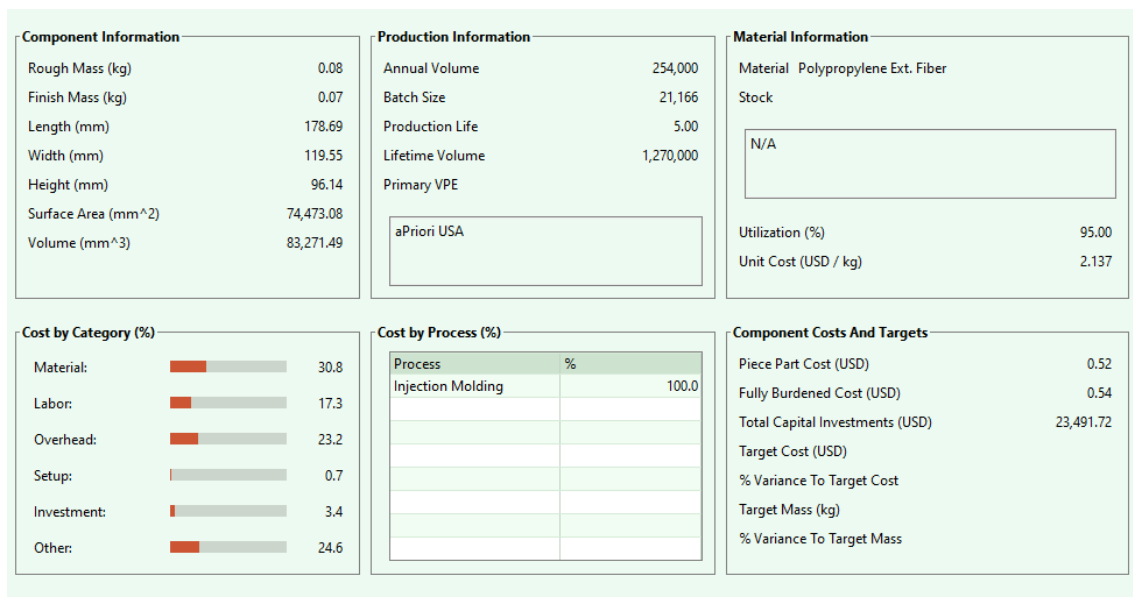 Component Information
Rough Mass (kg) 0.08
Finish Mass (kg) 0.07
Length (mm) 178.69
Width (mm) 119.55
Height (mm) 96.14
Surface Area (mm^2) 74,473.08
Volume (mm^3) 83,271.49
Production Information
Annual Volume 254,000
Batch Size 21,166
Production Life 5.00
Lifetime Volume 1,270,000
Primary VPE
aPriori USA
Material Information
Material Polypropylene Ext. Fiber
Stock
N/A
Utilization (%) 95.00
Unit Cost (USD / kg) 2.137
Cost by Category (%)
Material: 30.8
Labor: 17.3
Overhead: 23.2
Setup: 0.7
Investment: 3.4
Other: 24.6
Cost by Process (%)
Process %
Injection Molding 100.0
Component Costs And Targets
Piece Part Cost (USD) 0.52
Fully Burdened Cost (USD) 0.54
Total Capital Investments (USD) 23,491.72
Target Cost (USD)
% Variance To Target Cost
Target Mass (kg)
% Variance To Target Mass